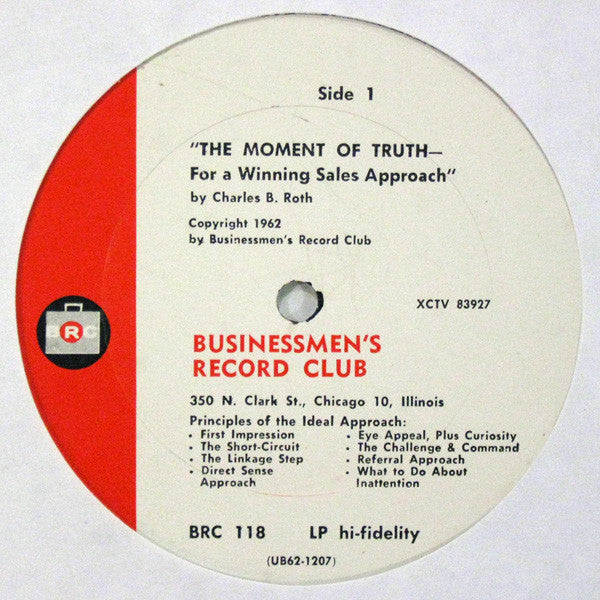 Side 1
"THE MOMENT OF TRUTH—
For a Winning Sales Approach"
by Charles B. Roth
Copyright 1962
by Businessmen's Record Club
XCTV 83927
BRC
BUSINESSMEN'S
RECORD CLUB
350 N. Clark St., Chicago 10, Illinois
Principles of the Ideal Approach:
• First Impression
• The Short-Circuit
• The Linkage Step
• Direct Sense
Approach
• Eye Appeal, Plus Curiosity
• The Challenge & Command
• Referral Approach
• What to Do About
Inattention
BRC 118 LP hi-fidelity
(UB62-1207)